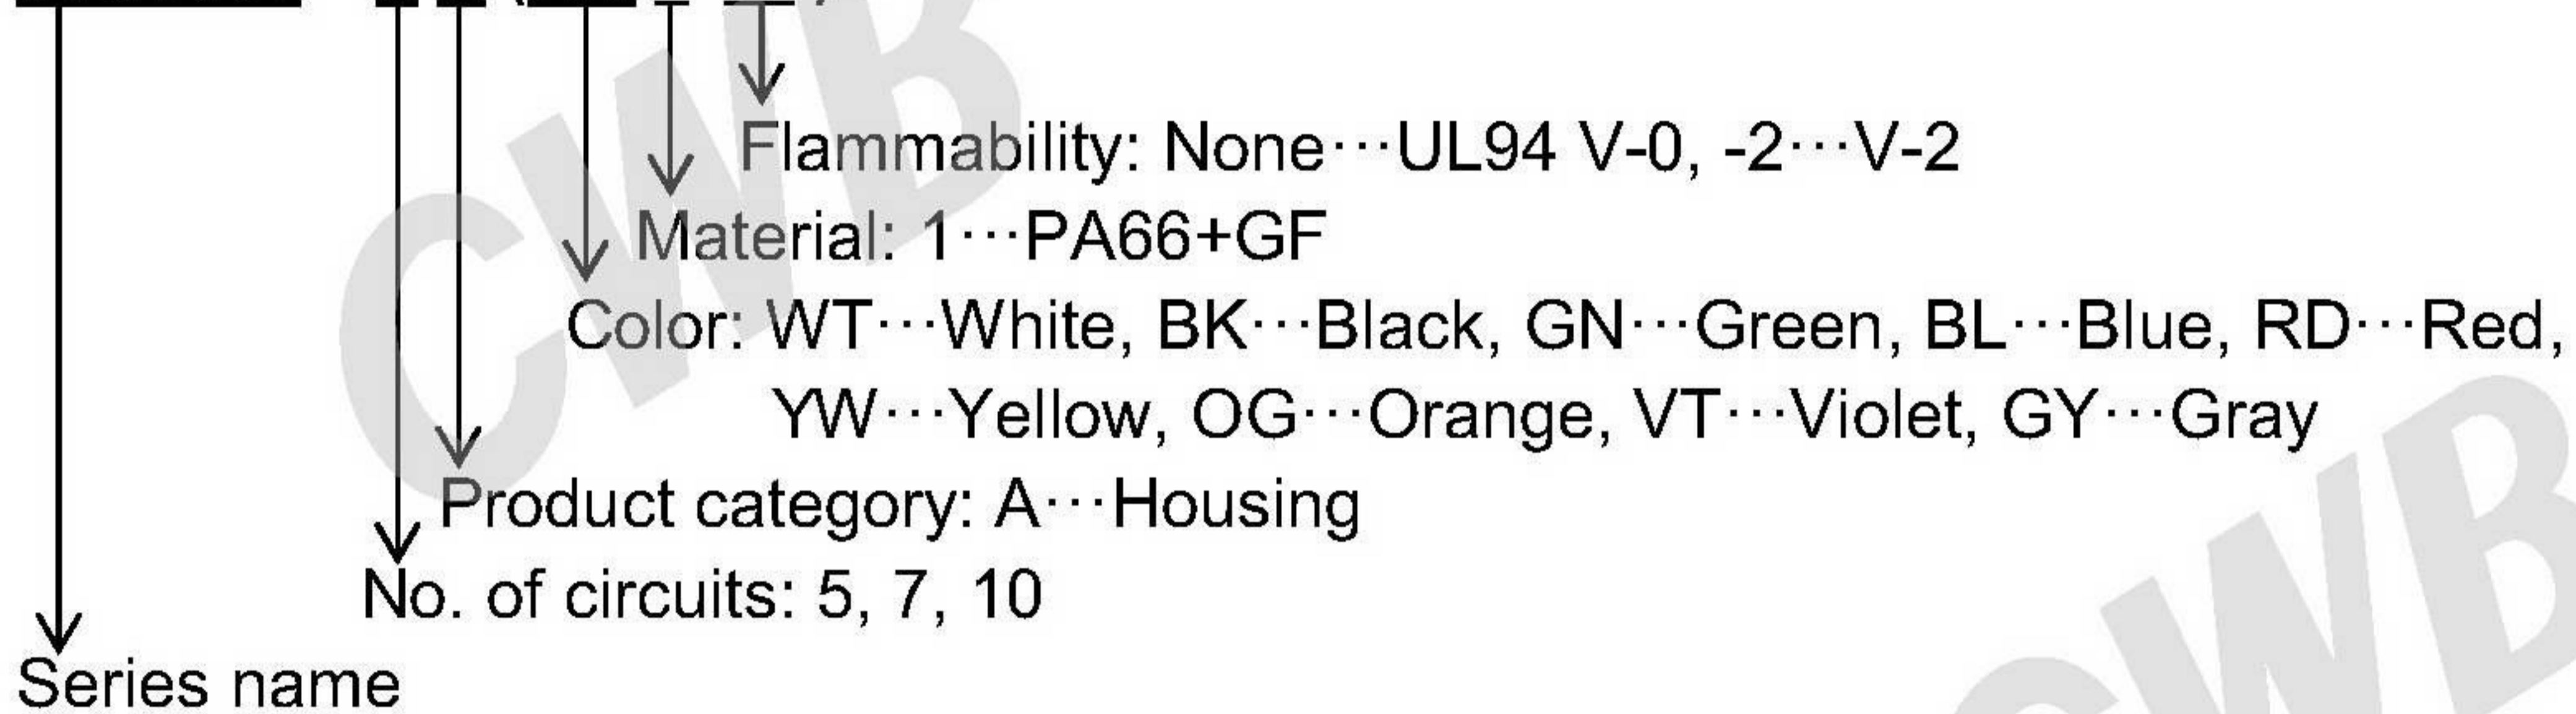 Flammability: None···UL94 V-0, -2···V-2
Material: 1···PA66+GF
Color: WT···White, BK···Black, GN···Green, BL···Blue, RD···Red,
YW···Yellow, OG···Orange, VT···Violet, GY···Gray
Product category: A···Housing
No. of circuits: 5, 7, 10
Series name
CWB
CWB